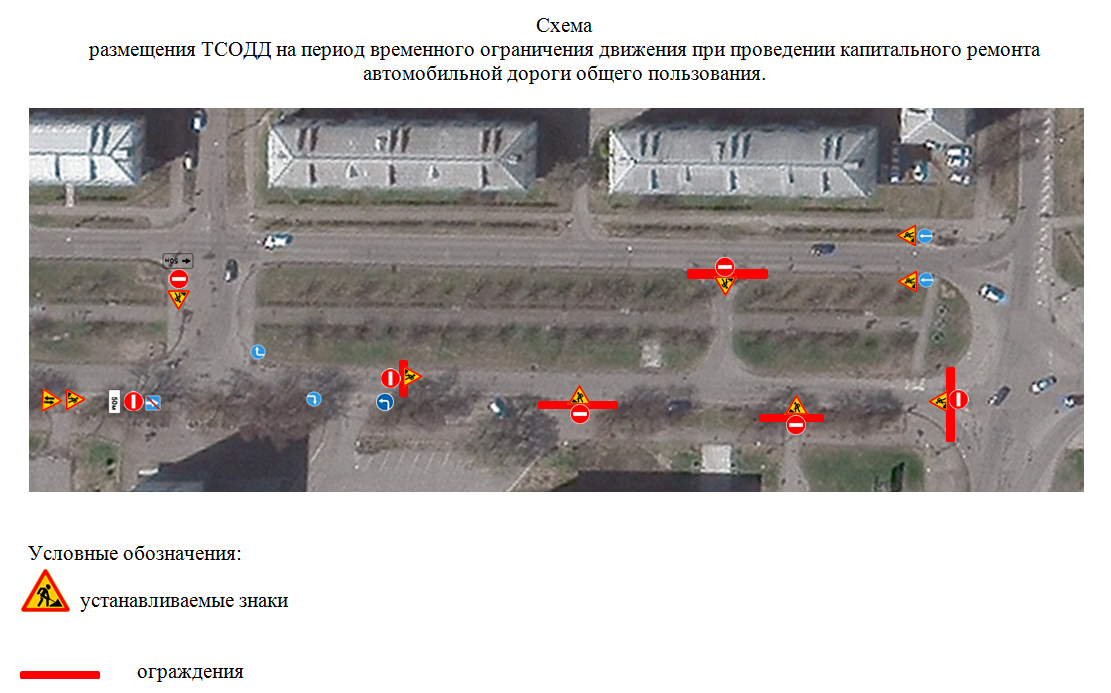 Схема
размещения ТСОДД на период временного ограничения движения при проведении капитального ремонта
автомобильной дороги общего пользования.
50м
50м
Условные обозначения:
устанавливаемые знаки
ограждения